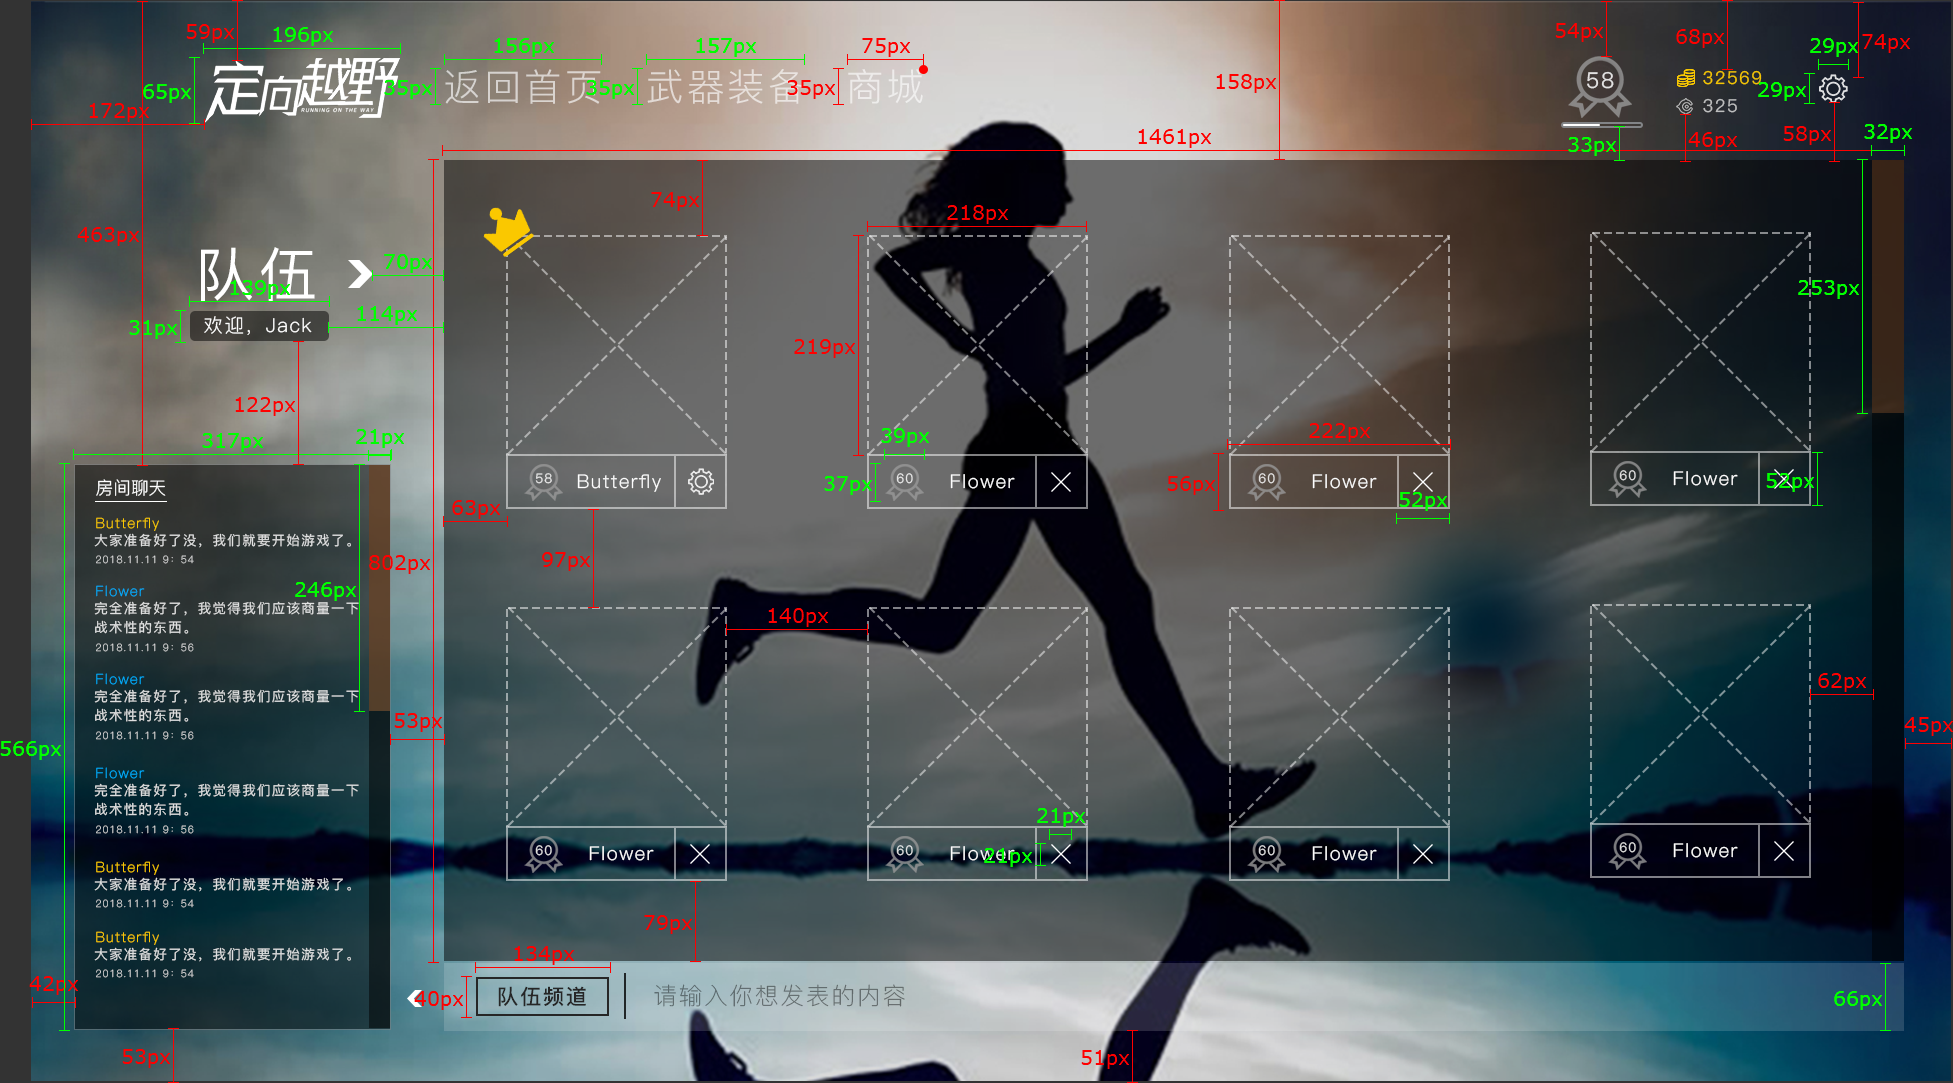 59px
196px
156px
157px
75px
54px
68px
29px
74px
65px
定向越野
RUNNING ON THE WAY
35px
返回首页
35px
武器装备
35px
商城
158px
58
32569
325
29px
172px
1461px
33px
46px
58px
32px
463px
74px
218px
队伍
70px
139px
31px
欢迎，Jack
114px
219px
253px
122px
317px
21px
39px
222px
58
Butterfly
37px
60
Flower
56px
60
Flower
52px
60
Flower
52px
63px
97px
房间聊天
Butterfly
大家准备好了没，我们就要开始游戏了。
2018.11.11 9：54
802px
246px
Flower
完全准备好了，我觉得我们应该商量一下
战术性的东西。
2018.11.11 9：56
Flower
完全准备好了，我觉得我们应该商量一下
战术性的东西。
2018.11.11 9：56
566px
53px
Flower
完全准备好了，我觉得我们应该商量一下
战术性的东西。
2018.11.11 9：56
Butterfly
大家准备好了没，我们就要开始游戏了。
2018.11.11 9：54
Butterfly
大家准备好了没，我们就要开始游戏了。
2018.11.11 9：54
140px
62px
45px
21px
60
Flower
60
Flower
21px
60
Flower
60
Flower
79px
134px
42px
40px
队伍频道
请输入你想发表的内容
66px
53px
51px